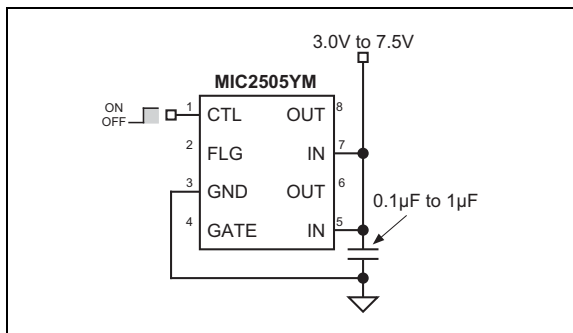 3.0V to 7.5V
MIC2505YM
ON
OFF
1 CTL OUT 8
2 FLG IN 7
3 GND OUT 6
4 GATE IN 5
0.1µF to 1µF